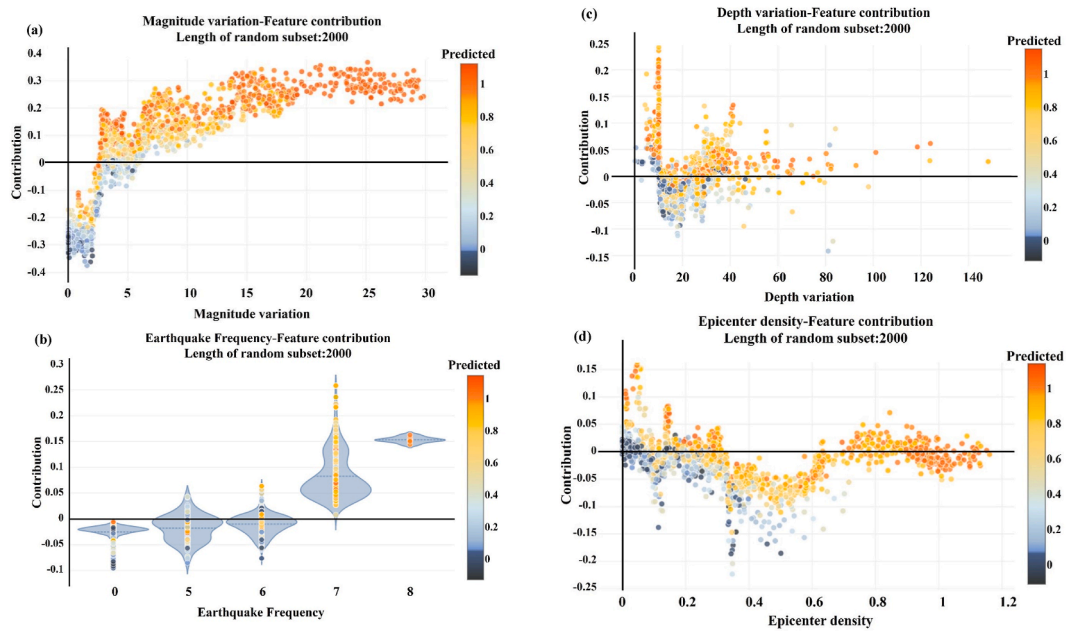 (a)
Magnitude variation-Feature contribution
Length of random subset:2000
Predicted
Contribution
0.4
0.3
0.2
0.1
0
-0.1
-0.2
-0.3
-0.4
0 5 10 15 20 25 30
Magnitude variation
1
0.8
0.6
0.4
0.2
0
(c)
Depth variation-Feature contribution
Length of random subset:2000
Predicted
Contribution
0.25
0.2
0.15
0.1
0.05
0
-0.05
-0.1
-0.15
0 20 40 60 80 100 120 140
Depth variation
1
0.8
0.6
0.4
0.2
0
(b)
Earthquake Frequency-Feature contribution
Length of random subset:2000
Predicted
Contribution
0.3
0.25
0.2
0.15
0.1
0.05
0
-0.05
-0.1
0 5 6 7 8
Earthquake Frequency
1
0.8
0.6
0.4
0.2
0
(d)
Epicenter density-Feature contribution
Length of random subset:2000
Predicted
Contribution
0.15
0.1
0.05
0
-0.05
-0.1
-0.15
-0.2
-0.25
0 0.2 0.4 0.6 0.8 1 1.2
Epicenter density
1
0.8
0.6
0.4
0.2
0